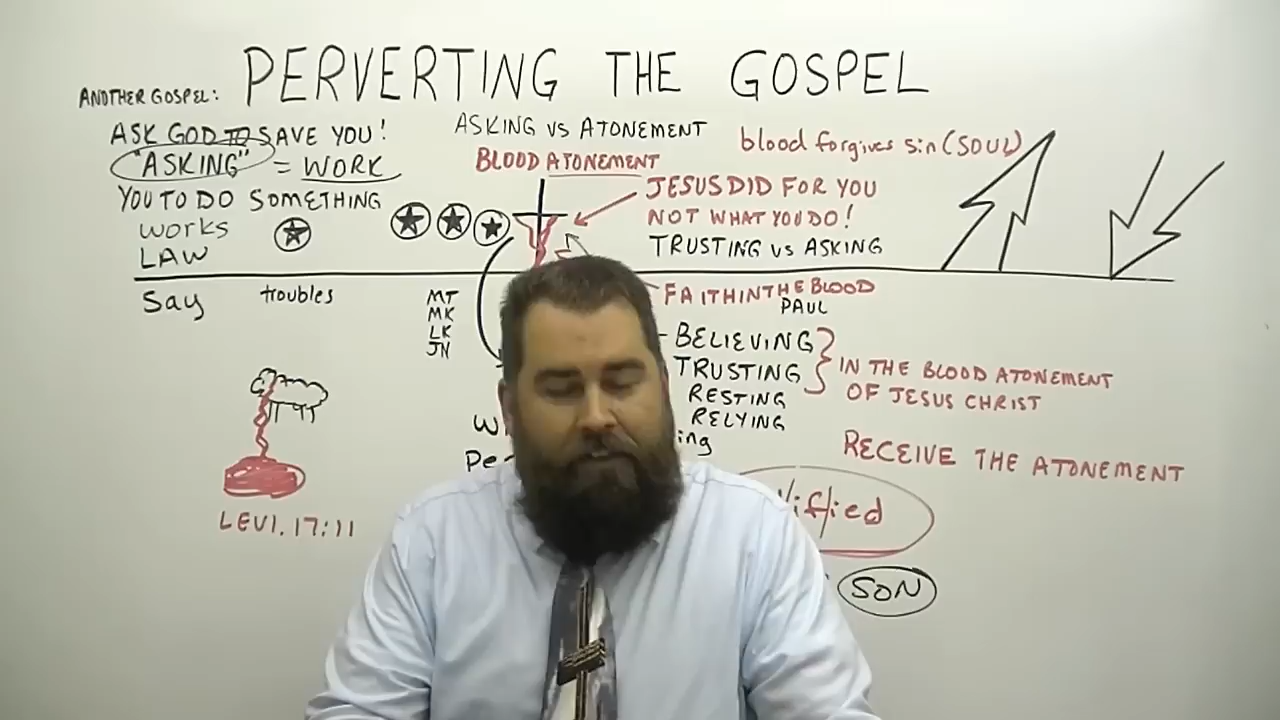 PERVERTING THE GOSPEL
ANOTHER GOSPEL:
ASK GOD TO SAVE YOU!
"ASKING" = WORK
YOU TO DO SOMETHING
WORKS
LAW
ASKING VS ATONEMENT
BLOOD ATONEMENT
blood forgives sin (SOUL)
JESUS DID FOR YOU
NOT WHAT YOU DO!
TRUSTING VS ASKING
Say
troubles
MT
MK
LK
JN
FAITH IN THE BLOOD
PAUL
BELIEVING
TRUSTING
RESTING
RELYING
ing
IN THE BLOOD ATONEMENT
OF JESUS CHRIST
RECEIVE THE ATONEMENT
SON
LEVI. 17:11